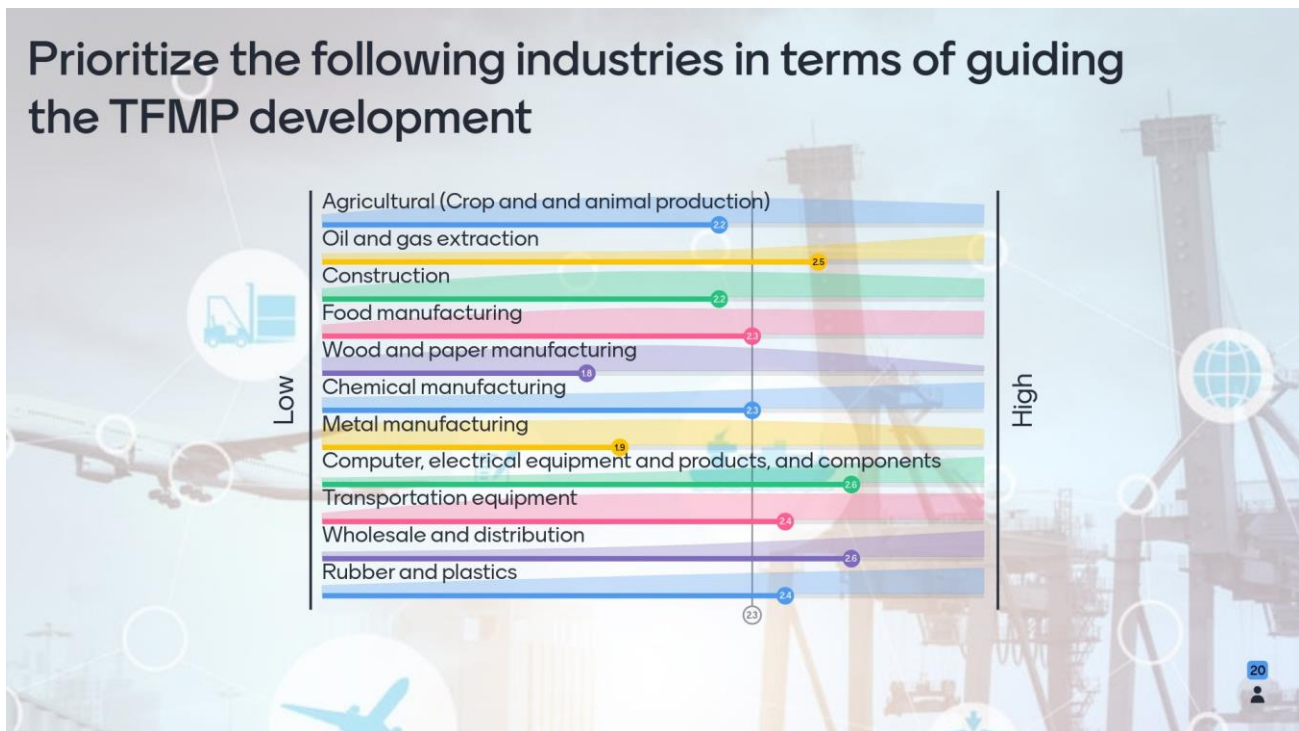 Prioritize the following industries in terms of guiding
the TFMP development
Agricultural (Crop and and animal production)
2.2
Oil and gas extraction
2.5
Construction
2.2
Food manufacturing
2.3
Wood and paper manufacturing
1.8
Chemical manufacturing
2.3
Metal manufacturing
1.9
Computer, electrical equipment and products, and components
2.6
Transportation equipment
2.4
Wholesale and distribution
2.6
Rubber and plastics
2.4
2.3
Low
High
20